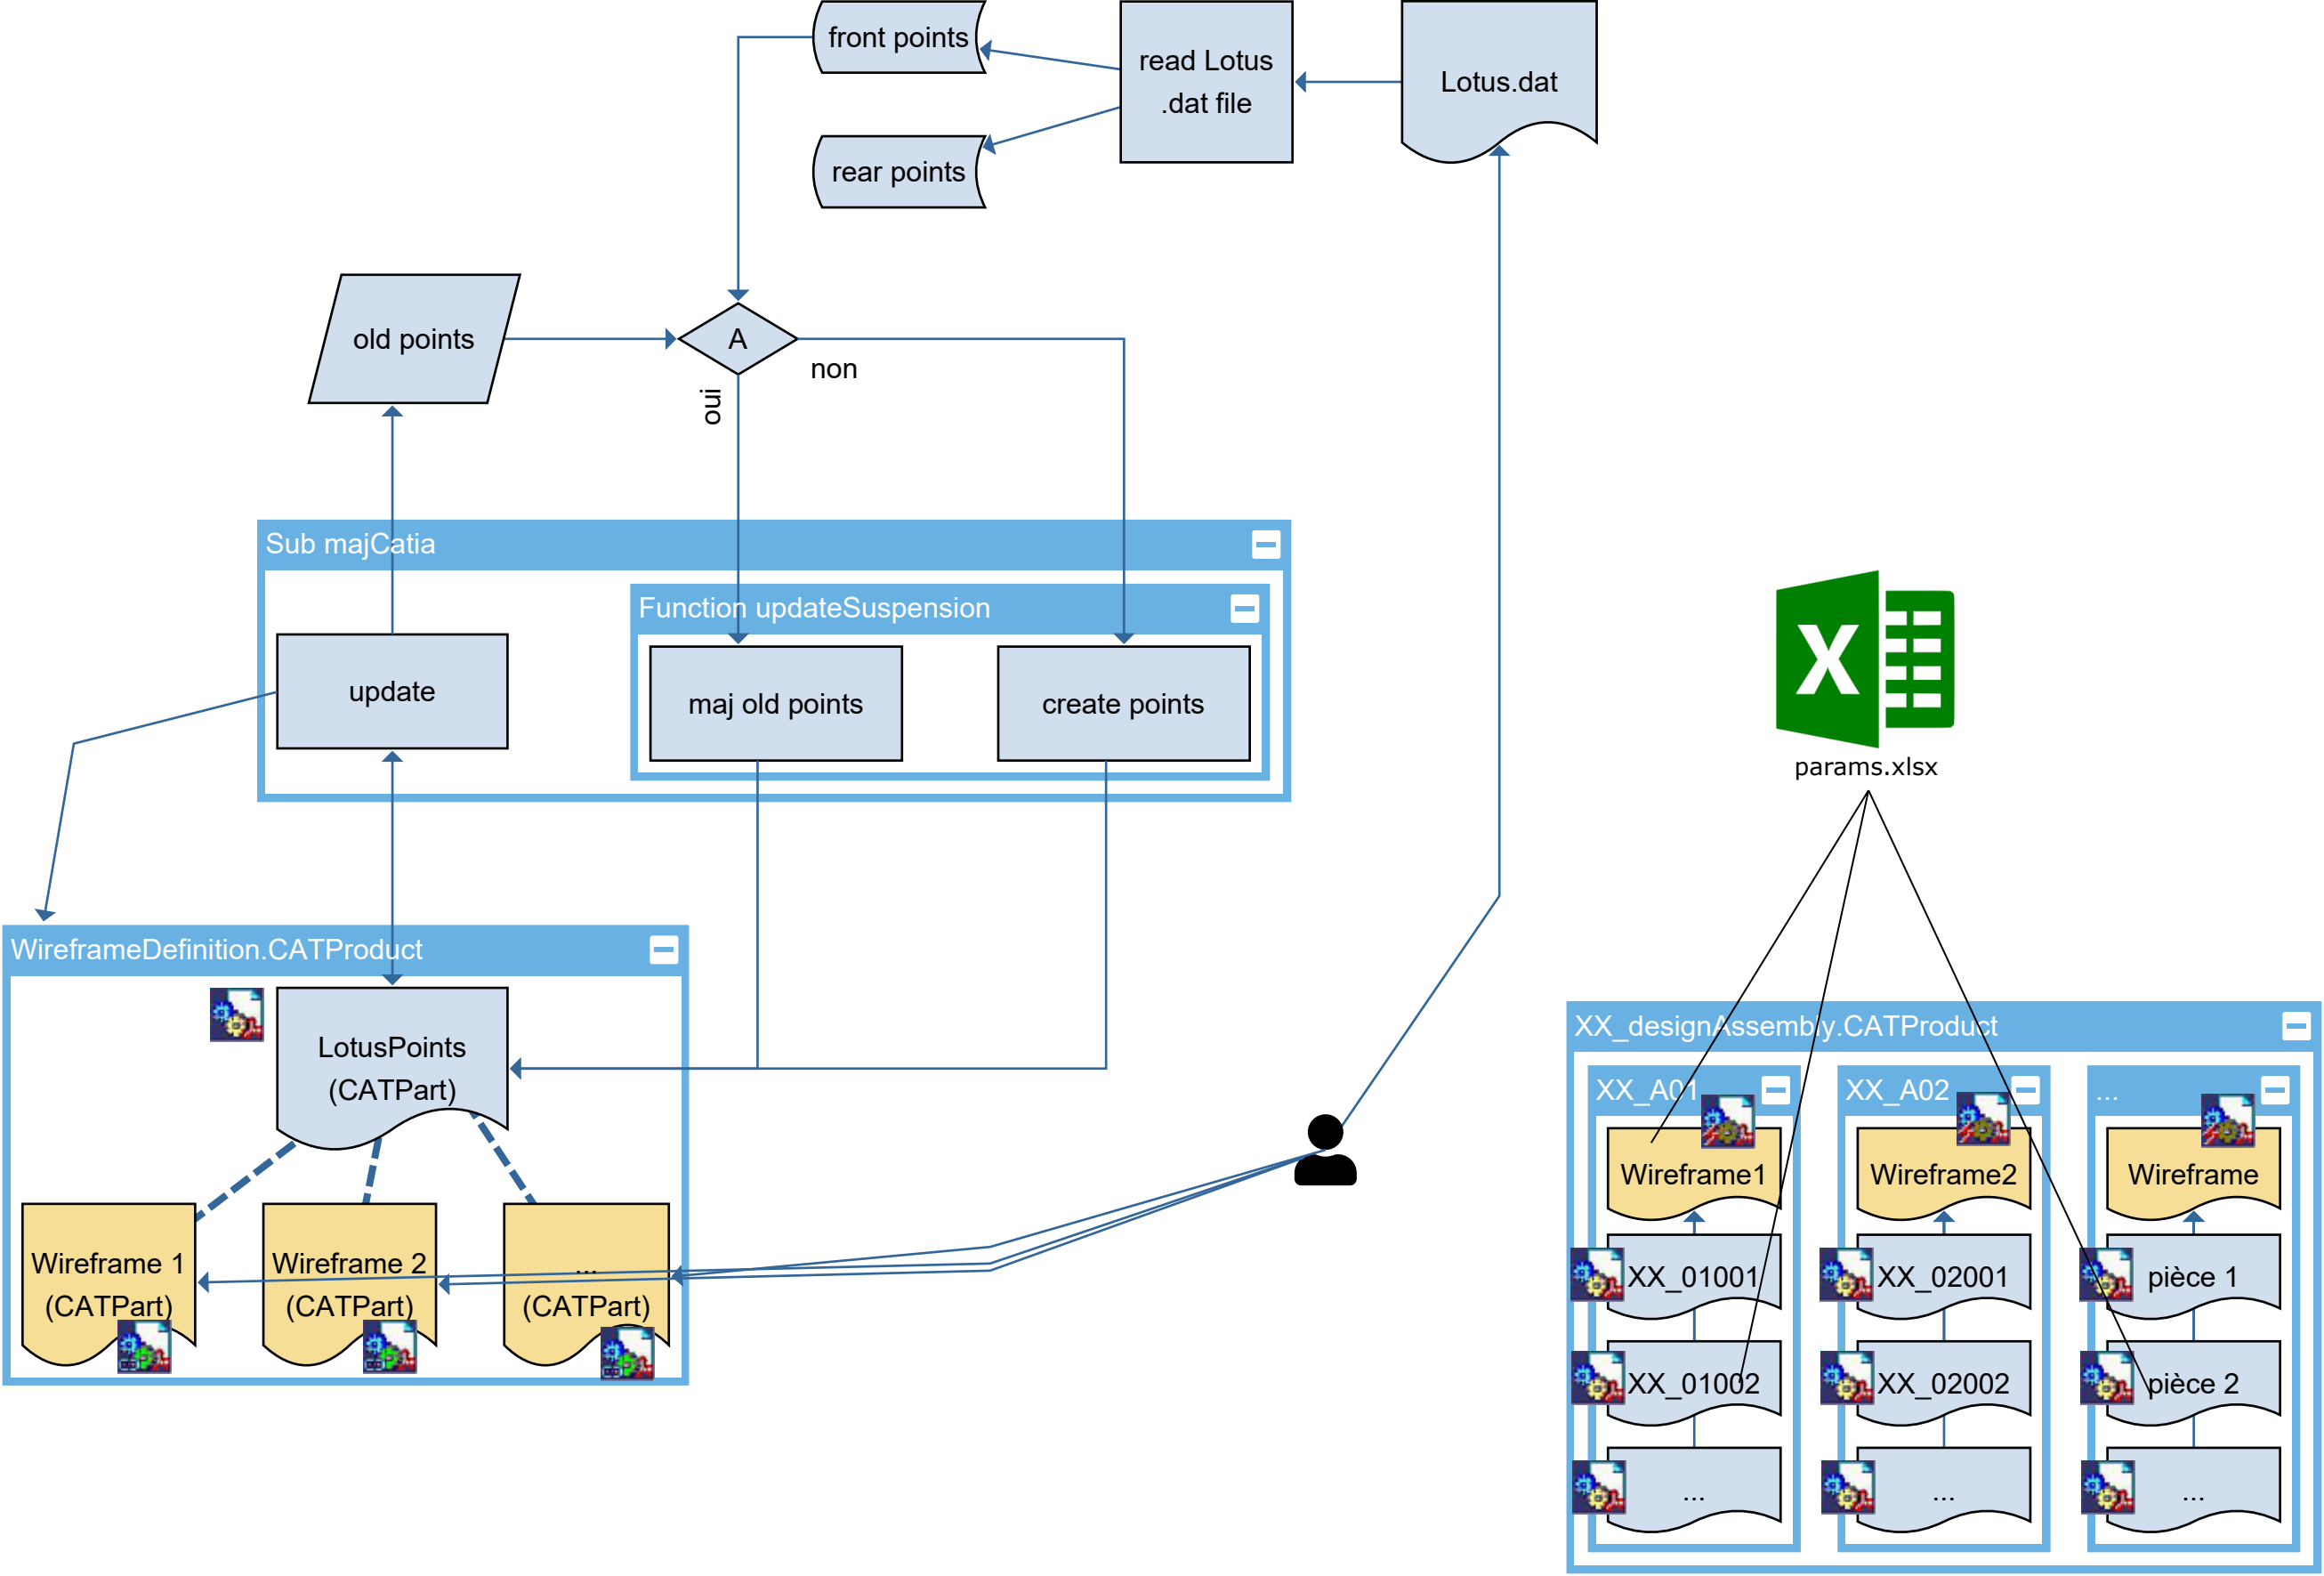 front points
read Lotus
.dat file
Lotus.dat
rear points
old points
A
non
oui
Sub majCatia
Function updateSuspension
update
maj old points
create points
X
params.xlsx
WireframeDefinition.CATProduct
LotusPoints
(CATPart)
Wireframe 1
(CATPart)
Wireframe 2
(CATPart)
...
(CATPart)
XX_designAssembly.CATProduct
XX_A01
XX_A02
...
Wireframe1
Wireframe2
Wireframe
XX_01001
XX_02001
pièce 1
XX_01002
XX_02002
pièce 2
...
...
...